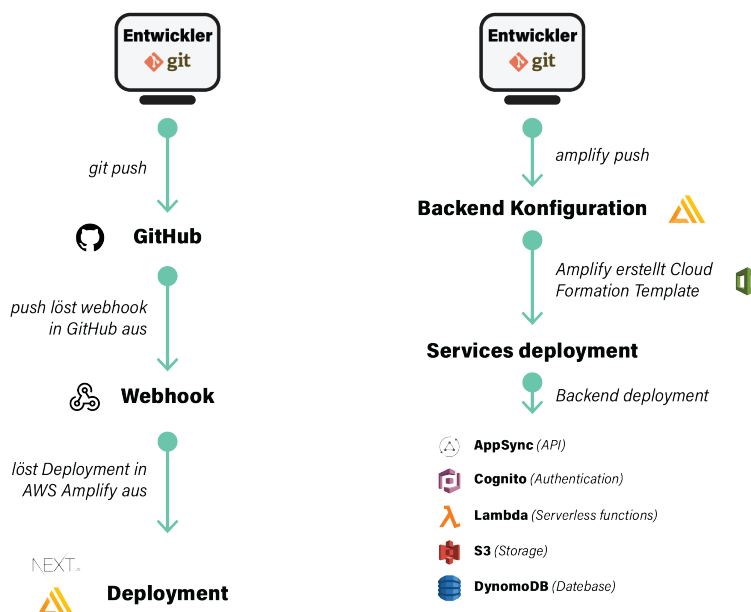 Entwickler
git
git push
GitHub
push löst webhook
in GitHub aus
Webhook
löst Deployment in
AWS Amplify aus
NEXT.JS
Deployment
Entwickler
git
amplify push
Backend Konfiguration
Amplify erstellt Cloud
Formation Template
Services deployment
Backend deployment
AppSync (API)
Cognito (Authentication)
Lambda (Serverless functions)
S3 (Storage)
DynomoDB (Datebase)